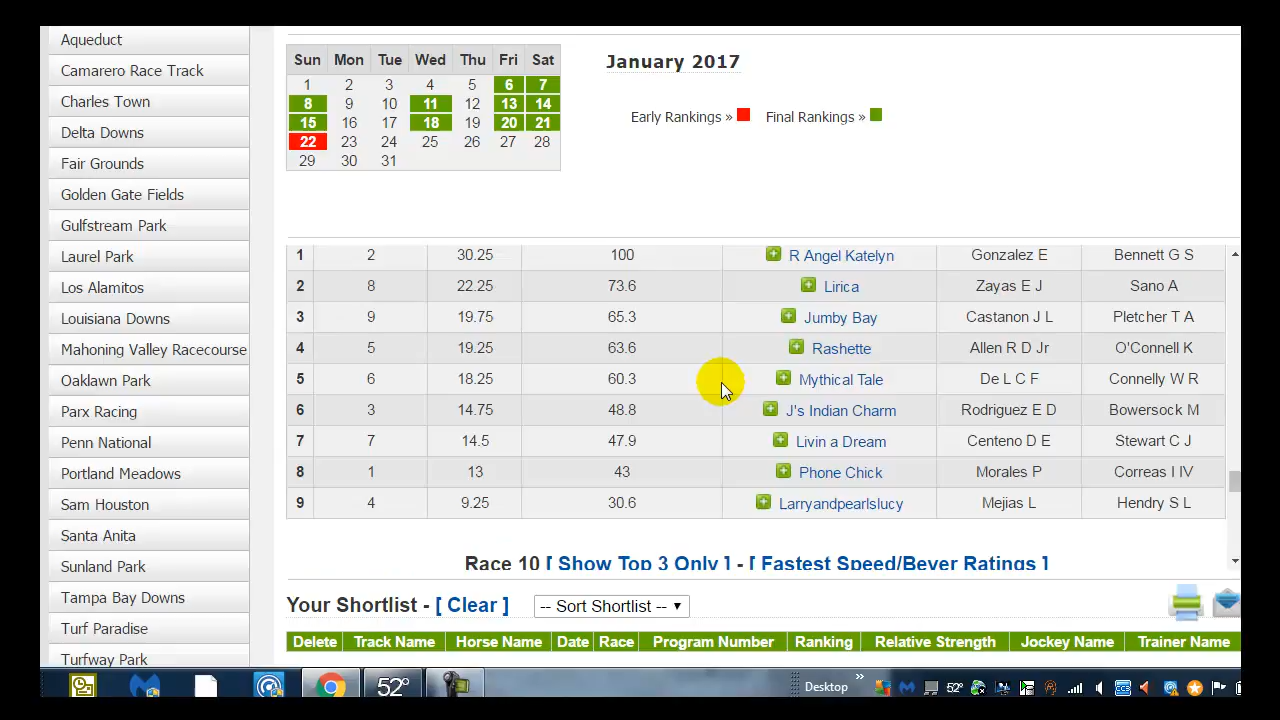 Aqueduct
Camarero Race Track
Charles Town
Delta Downs
Fair Grounds
Golden Gate Fields
Gulfstream Park
Laurel Park
Los Alamitos
Louisiana Downs
Mahoning Valley Racecourse
Oaklawn Park
Parx Racing
Penn National
Portland Meadows
Sam Houston
Santa Anita
Sunland Park
Tampa Bay Downs
Turf Paradise
Turfway Park
Sun Mon Tue Wed Thu Fri Sat
1 2 3 4 5 6 7
8 9 10 11 12 13 14
15 16 17 18 19 20 21
22 23 24 25 26 27 28
29 30 31
January 2017
Early Rankings » Final Rankings »
1 2 30.25 100 R Angel Katelyn Gonzalez E Bennett G S
2 8 22.25 73.6 Lirica Zayas E J Sano A
3 9 19.75 65.3 Jumby Bay Castanon J L Pletcher T A
4 5 19.25 63.6 Rashette Allen R D Jr O'Connell K
5 6 18.25 60.3 Mythical Tale De L C F Connelly W R
6 3 14.75 48.8 J's Indian Charm Rodriguez E D Bowersock M
7 7 14.5 47.9 Livin a Dream Centeno D E Stewart C J
8 1 13 43 Phone Chick Morales P Correas I IV
9 4 9.25 30.6 Larryandpearlslucy Mejias L Hendry S L
Race 10 [ Show Top 3 Only ] - [ Fastest Speed/Bever Ratings ]
Your Shortlist - [ Clear ] -- Sort Shortlist --
Delete Track Name Horse Name Date Race Program Number Ranking Relative Strength Jockey Name Trainer Name
52° Desktop » 52°